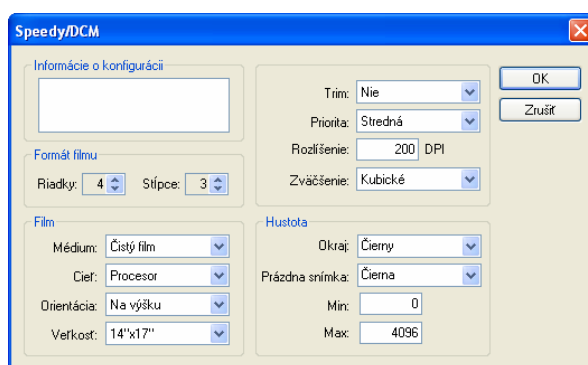 Speedy/DCM
Informácie o konfigurácii
Formát filmu
Riadky: 4 Stĺpce: 3
Film
Médium: Čistý film
Cieľ: Procesor
Orientácia: Na výšku
Veľkosť: 14"x17"
Trim: Nie
Priorita: Stredná
Rozlíšenie: 200 DPI
Zväčšenie: Kubické
Hustota
Okraj: Čierny
Prázdna snímka: Čierna
Min: 0
Max: 4096
OK
Zrušiť